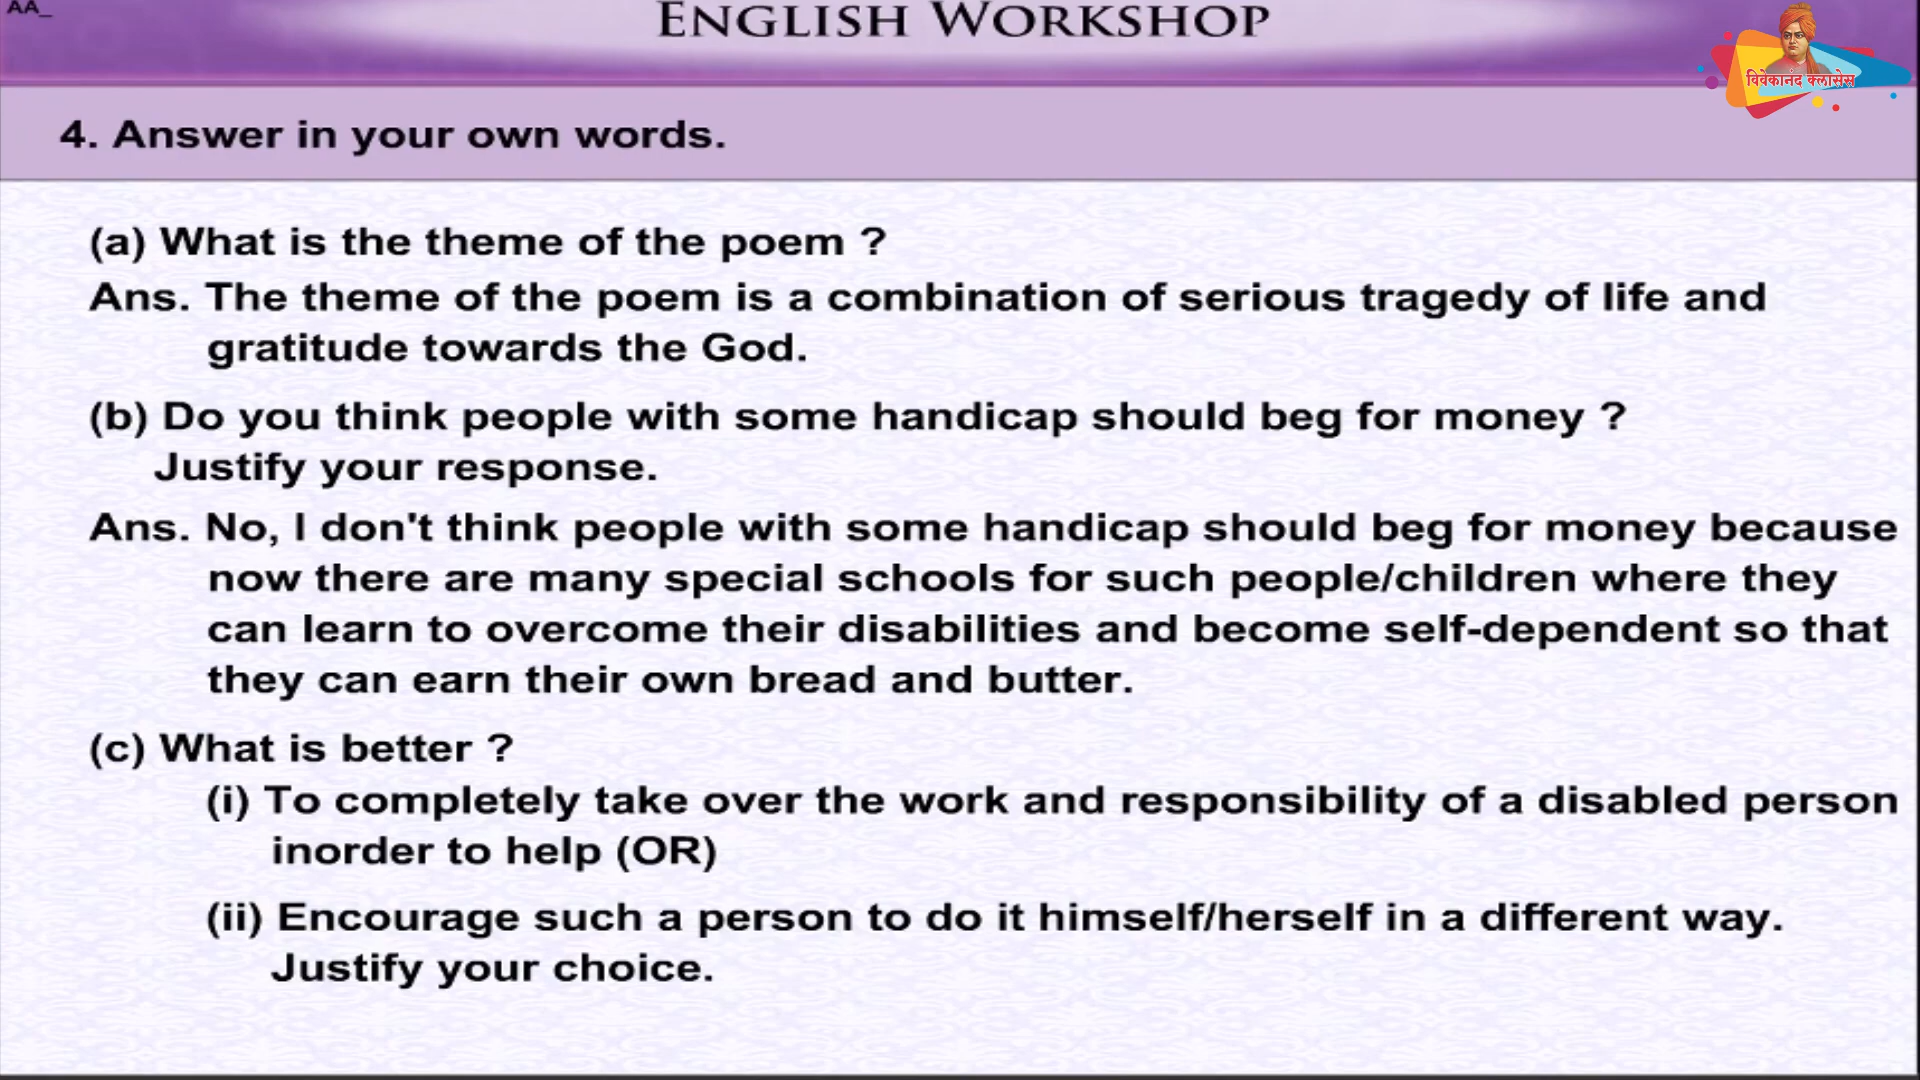 AA_
ENGLISH WORKSHOP
विवेकानंद क्लासेस
4. Answer in your own words.
(a) What is the theme of the poem ?
Ans. The theme of the poem is a combination of serious tragedy of life and
gratitude towards the God.
(b) Do you think people with some handicap should beg for money ?
Justify your response.
Ans. No, I don't think people with some handicap should beg for money because
now there are many special schools for such people/children where they
can learn to overcome their disabilities and become self-dependent so that
they can earn their own bread and butter.
(c) What is better ?
(i) To completely take over the work and responsibility of a disabled person
inorder to help (OR)
(ii) Encourage such a person to do it himself/herself in a different way.
Justify your choice.